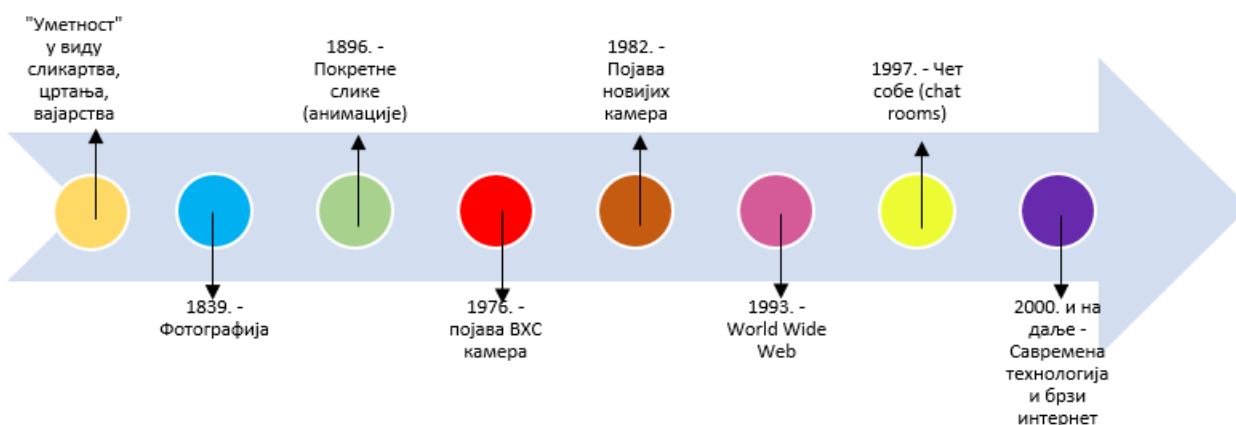 "Уметност"
у виду
сликартва,
цртања,
вајарства
1839. -
Фотографија
1896. -
Покретне
слике
(анимације)
1976. -
појава ВХС
камера
1982. -
Појава
новијих
камера
1993. -
World Wide
Web
1997. - Чет
собе (chat
rooms)
2000. и на
даље -
Савремена
технологија
и брзи
интернет